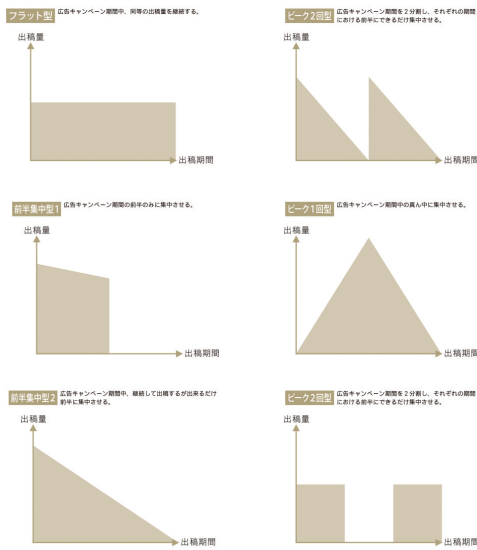 フラット型
広告キャンペーン期間中、同等の出稿量を継続する。
出稿量
出稿期間
ピーク2回型
広告キャンペーン期間を2分割し、それぞれの期間
における前半にできるだけ集中させる。
出稿量
出稿期間
前半集中型1
広告キャンペーン期間の前半のみに集中させる。
出稿量
出稿期間
ピーク1回型
広告キャンペーン期間中の真ん中に集中させる。
出稿量
出稿期間
前半集中型2
広告キャンペーン期間中、継続して出稿するが出来るだけ
前半に集中させる。
出稿量
出稿期間
ピーク2回型
広告キャンペーン期間を2分割し、それぞれの期間
における前半にできるだけ集中させる。
出稿量
出稿期間